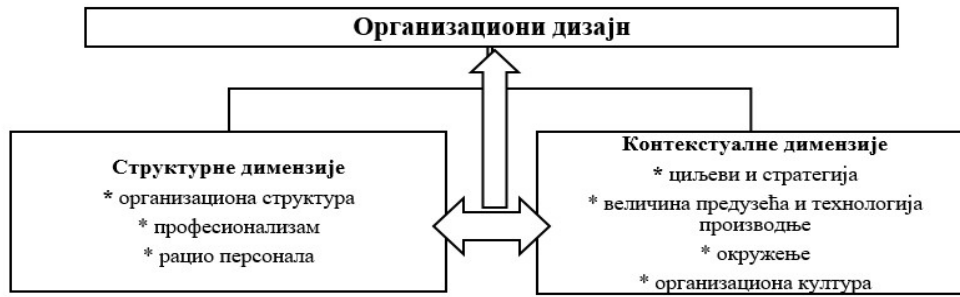 Организациони дизајн
Структурне димензије
* организациона структура
* професионализам
* рацио персонала
Контекстуалне димензије
* циљеви и стратегија
* величина предузећа и технологија
производње
* окружење
* организациона култура